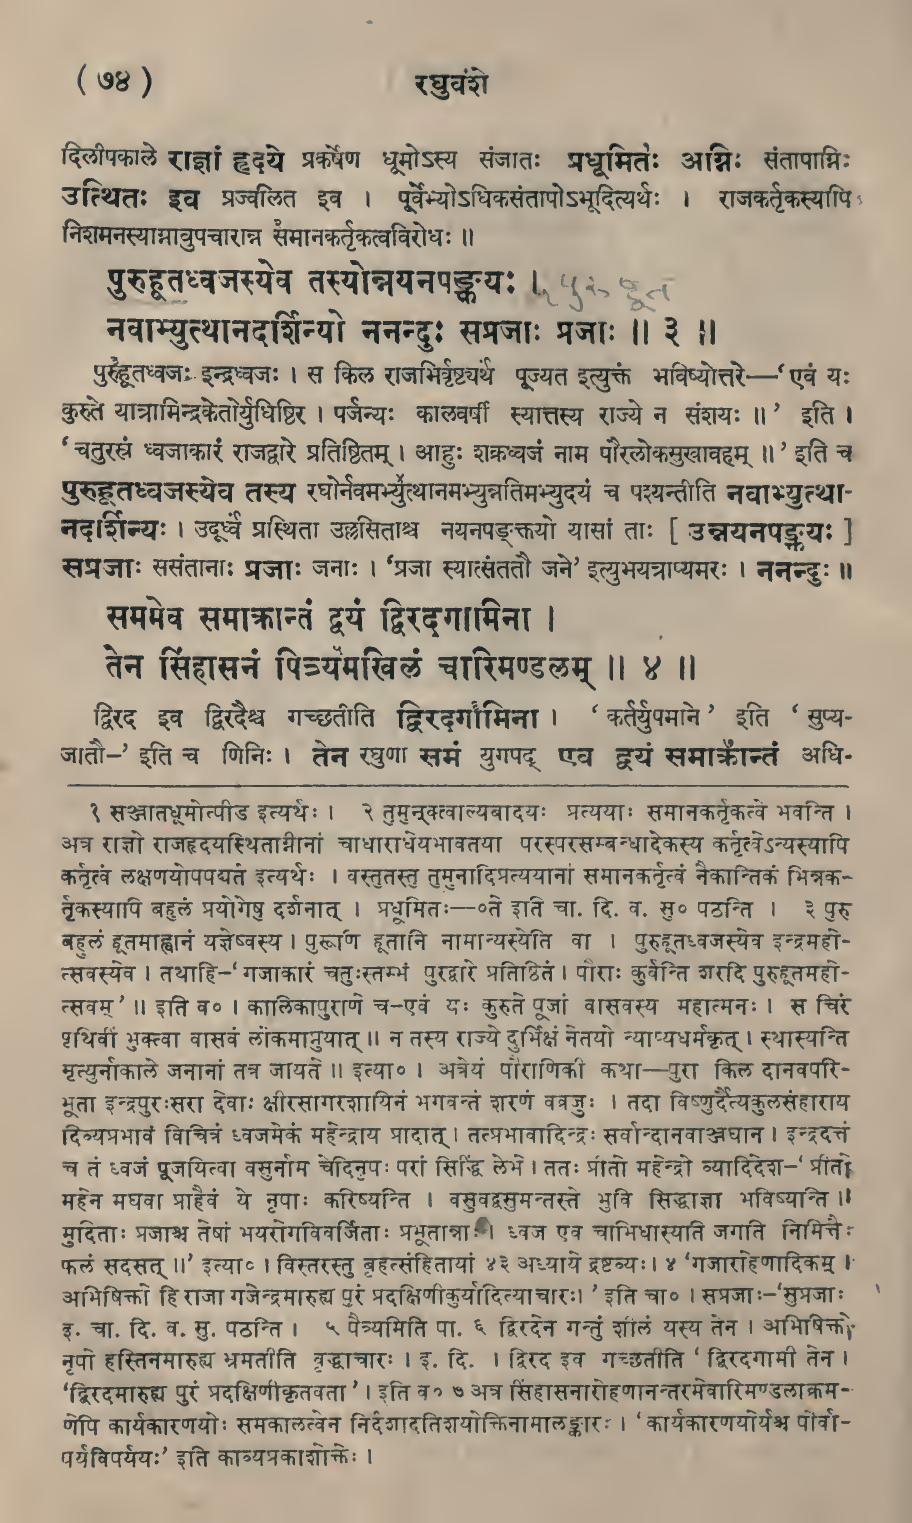 ( ७४ ) रघुवंशे
दिलीपकाले राज्ञां हृदये प्रकर्षेण धूमोऽस्य संजातः प्रधूमितः अग्निः संतापाग्निः
उत्थितः इव प्रज्वलित इव । पूर्वेभ्योऽधिकसंतापोऽभूदित्यर्थः । राजकर्तृकस्यापि
निशमनस्याग्नावुपचारान्न समानकर्तृकत्वविरोधः ॥
पुरुहूतध्वजस्येव तस्योन्नयनपङ्क्तयः । पुरुहूत
नवाभ्युत्थानदर्शिन्यो ननन्दुः सप्रजाः प्रजाः ॥ ३ ॥
पुरुहूतध्वजः इन्द्रध्वजः । स किल राजभिर्वृष्ट्यर्थं पूज्यत इत्युक्तं भविष्योत्तरे—‘एवं यः
कुरुते यात्रामिन्द्रकेतोर्युधिष्ठिर । पर्जन्यः कालवर्षी स्यात्तस्य राज्ये न संशयः ॥’ इति ।
‘चतुरस्रं ध्वजाकारं राजद्वारे प्रतिष्ठितम् । आहुः शक्रध्वजं नाम पौरलोकसुखावहम् ॥’ इति च
पुरुहूतध्वजस्येव तस्य रघोर्नवमभ्युत्थानमभ्युन्नतिमभ्युदयं च पश्यन्तीति नवाभ्युत्था-
नदर्शिन्यः । उदूर्ध्वं प्रस्थिता उल्लसिताश्च नयनपङ्क्तयो यासां ताः [ उन्नयनपङ्क्तयः ]
सप्रजाः ससंतानाः प्रजाः जनाः । ‘प्रजा स्यात्संततौ जने’ इत्युभयत्राप्यमरः । ननन्दुः ॥
सममेव समाक्रान्तं द्वयं द्विरदगामिना ।
तेन सिंहासनं पित्र्यमखिलं चारिमण्डलम् ॥ ४ ॥
द्विरद इव द्विरदैश्च गच्छतीति द्विरदगामिना । ‘कर्तर्युपमाने’ इति ‘सुप्य-
जातौ–’ इति च णिनिः । तेन रघुणा समं युगपद् एव द्वयं समाक्रान्तं अधि-
१ सञ्जातधूमोत्पीड इत्यर्थः । २ तुमुन्क्त्वाल्यबादयः प्रत्ययाः समानकर्तृकत्वे भवन्ति ।
अत्र राज्ञो राजहृदयस्थिताग्नीनां चाधाराधेयभावतया परस्परसम्बन्धादेकस्य कर्तृत्वेऽन्यस्यापि
कर्तृत्वं लक्षणयोपपद्यते इत्यर्थः । वस्तुतस्तु तुमुनादिप्रत्ययानां समानकर्तृत्वं नैकान्तिकं भिन्नक-
र्तृकस्यापि बहुलं प्रयोगेषु दर्शनात् । प्रधूमितः—०ते इति चा. दि. व. सु० पठन्ति । ३ पुरु
बहुलं हूतमाह्वानं यज्ञेष्वस्य । पुरूणि हूतानि नामान्यस्येति वा । पुरुहूतध्वजस्येव इन्द्रमहो-
त्सवस्येव । तथाहि–‘गजाकारं चतुःस्तम्भं पुरद्वारे प्रतिष्ठितं । पौराः कुर्वन्ति शरदि पुरुहूतमहो-
त्सवम्’ ॥ इति व० । कालिकापुराणे च–एवं यः कुरुते पूजां वासवस्य महात्मनः । स चिरं
पृथिवीं भुक्त्वा वासवं लोकमाप्नुयात् ॥ न तस्य राज्ये दुर्भिक्षं नेतयो न्याप्यधर्मकृत् । स्थास्यन्ति
मृत्युर्नाकाले जनानां तत्र जायते ॥ इत्या० । अत्रेयं पौराणिकी कथा—पुरा किल दानवपरि-
भूता इन्द्रपुरःसरा देवाः क्षीरसागरशायिनं भगवन्तं शरणं वव्रजुः । तदा विष्णुर्दैत्यकुलसंहाराय
दिव्यप्रभावं विचित्रं ध्वजमेकं महेन्द्राय प्रादात् । तत्प्रभावादिन्द्रः सर्वान्दानवाञ्जघान । इन्द्रदत्तं
च तं ध्वजं पूजयित्वा वसुर्नाम चेदिनृपः परां सिद्धिं लेभे । ततः प्रीतो महेन्द्रो व्यादिदेश–‘प्रीतो
महेन मघवा प्राहैवं ये नृपाः करिष्यन्ति । वसुवद्वसुमन्तस्ते भुवि सिद्धाज्ञा भविष्यन्ति ॥
मुदिताः प्रजाश्च तेषां भयरोगविवर्जिताः प्रभूतान्नाः । ध्वज एव चाभिधास्यति जगति निमित्तैः
फलं सदसत् ॥’ इत्या० । विस्तरस्तु बृहत्संहितायां ४३ अध्याये द्रष्टव्यः । ४ ‘गजारोहणादिकम् ।
अभिषिक्तो हि राजा गजेन्द्रमारुह्य पुरं प्रदक्षिणीकुर्यादित्याचारः।’ इति चा० । सप्रजाः–‘सुप्रजाः
इ. चा. दि. व. सु. पठन्ति । ५ पैत्र्यमिति पा. ६ द्विरदेन गन्तुं शीलं यस्य तेन । अभिषिक्तो
नृपो हस्तिनमारुह्य भ्रमतीति वृद्धाचारः । इ. दि. । द्विरद इव गच्छतीति ‘द्विरदगामी तेन ।
‘द्विरदमारुह्य पुरं प्रदक्षिणीकृतवता’ । इति व० ७ अत्र सिंहासनारोहणानन्तरमेवारिमण्डलाक्रम-
णेपि कार्यकारणयोः समकालत्वेन निर्देशादतिशयोक्तिनामालङ्कारः । ‘कार्यकारणयोर्यश्च पौर्वा-
पर्यविपर्ययः’ इति काव्यप्रकाशोक्तेः ।